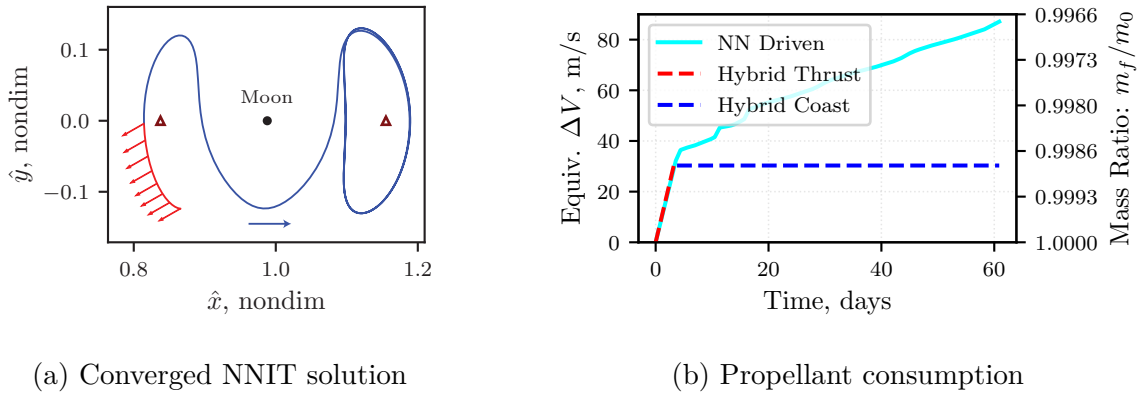 0.1
0.0
−0.1
ŷ, nondim
Moon
0.8
1.0
1.2
x̂, nondim
(a) Converged NNIT solution
80
60
40
20
0
Equiv. ΔV, m/s
NN Driven
Hybrid Thrust
Hybrid Coast
0.9966
0.9973
0.9980
0.9986
0.9993
1.0000
Mass Ratio: m_f/m_0
0
20
40
60
Time, days
(b) Propellant consumption